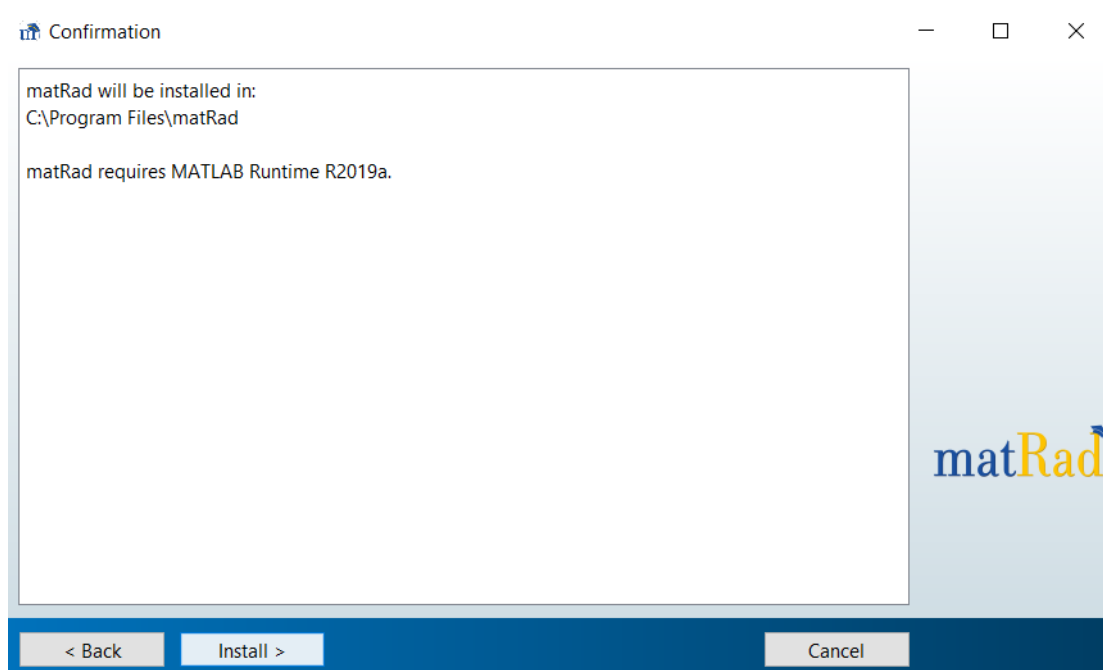 Confirmation
matRad will be installed in:
C:\Program Files\matRad
matRad requires MATLAB Runtime R2019a.
matRad
< Back
Install >
Cancel